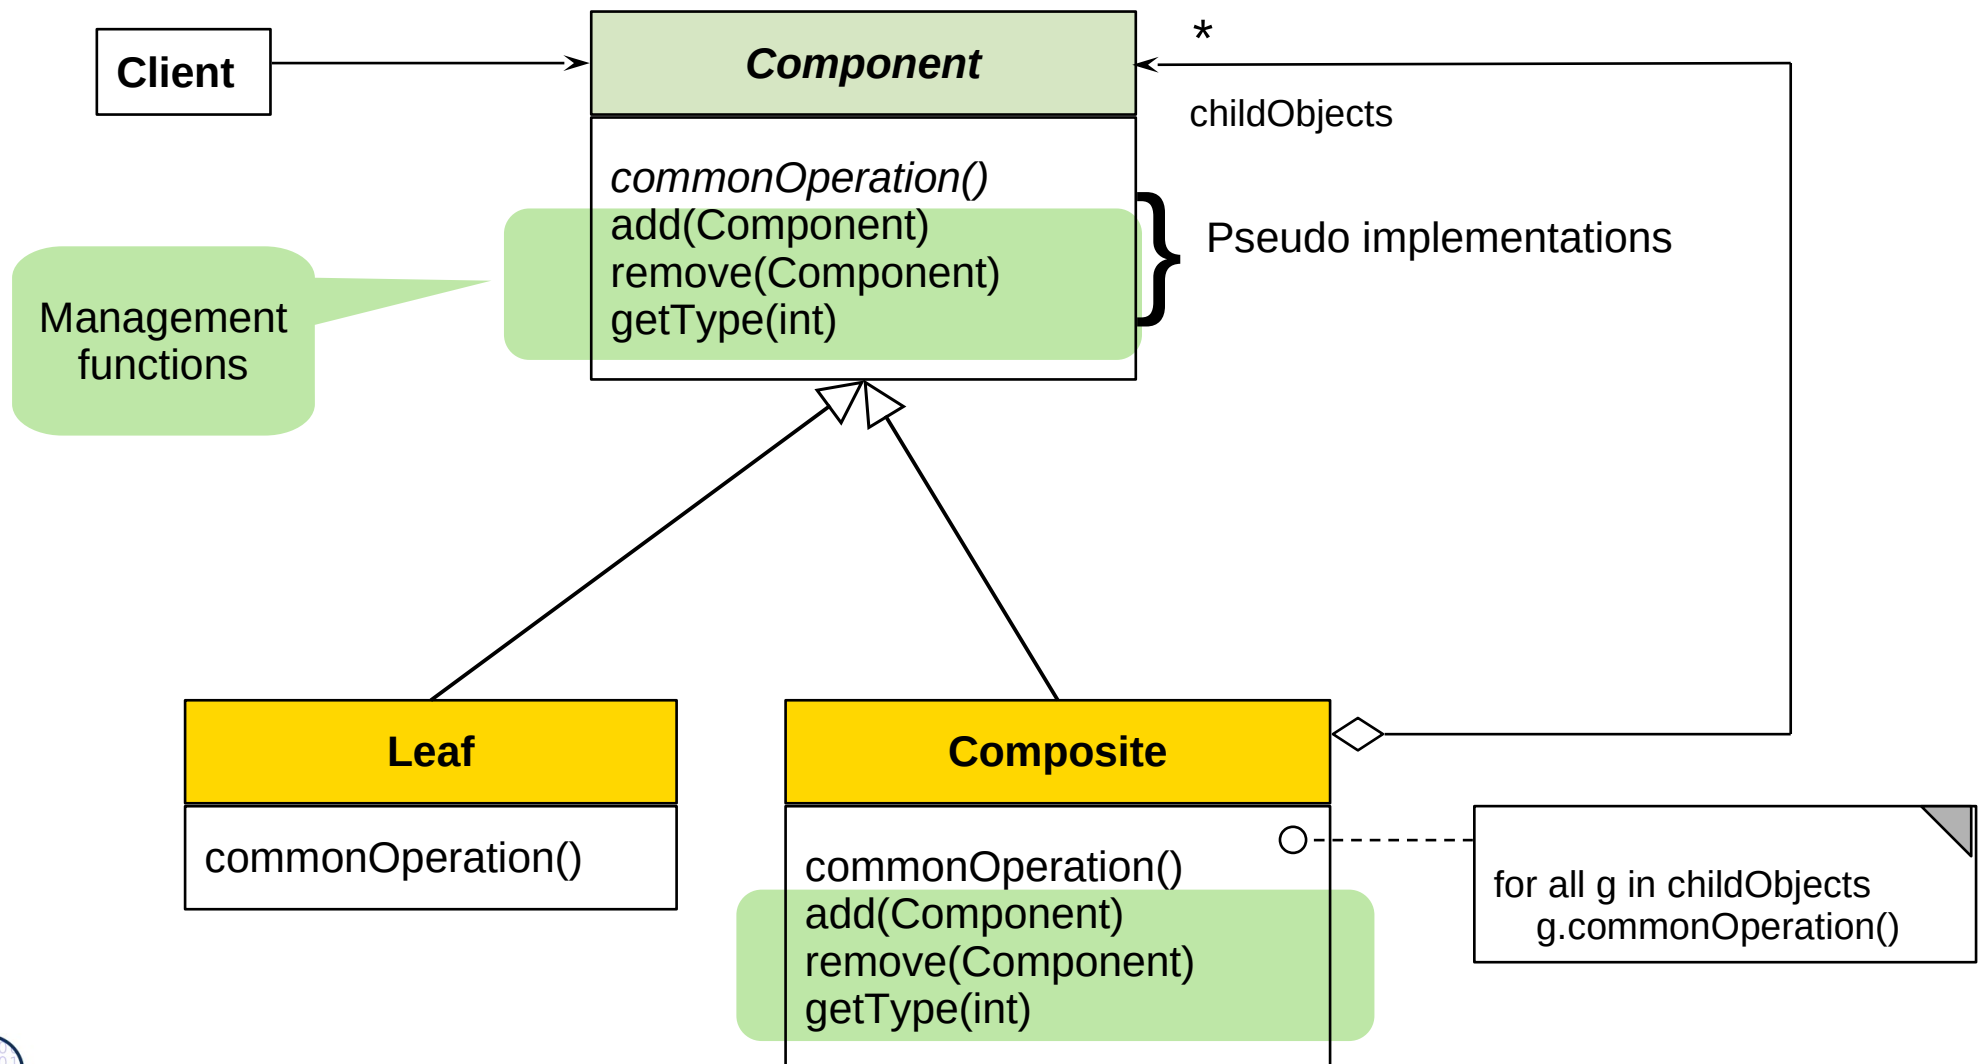 Client
Component
*
childObjects
commonOperation()
add(Component)
remove(Component)
getType(int)
}
Pseudo implementations
Management
functions
Leaf
commonOperation()
Composite
commonOperation()
add(Component)
remove(Component)
getType(int)
for all g in childObjects
g.commonOperation()